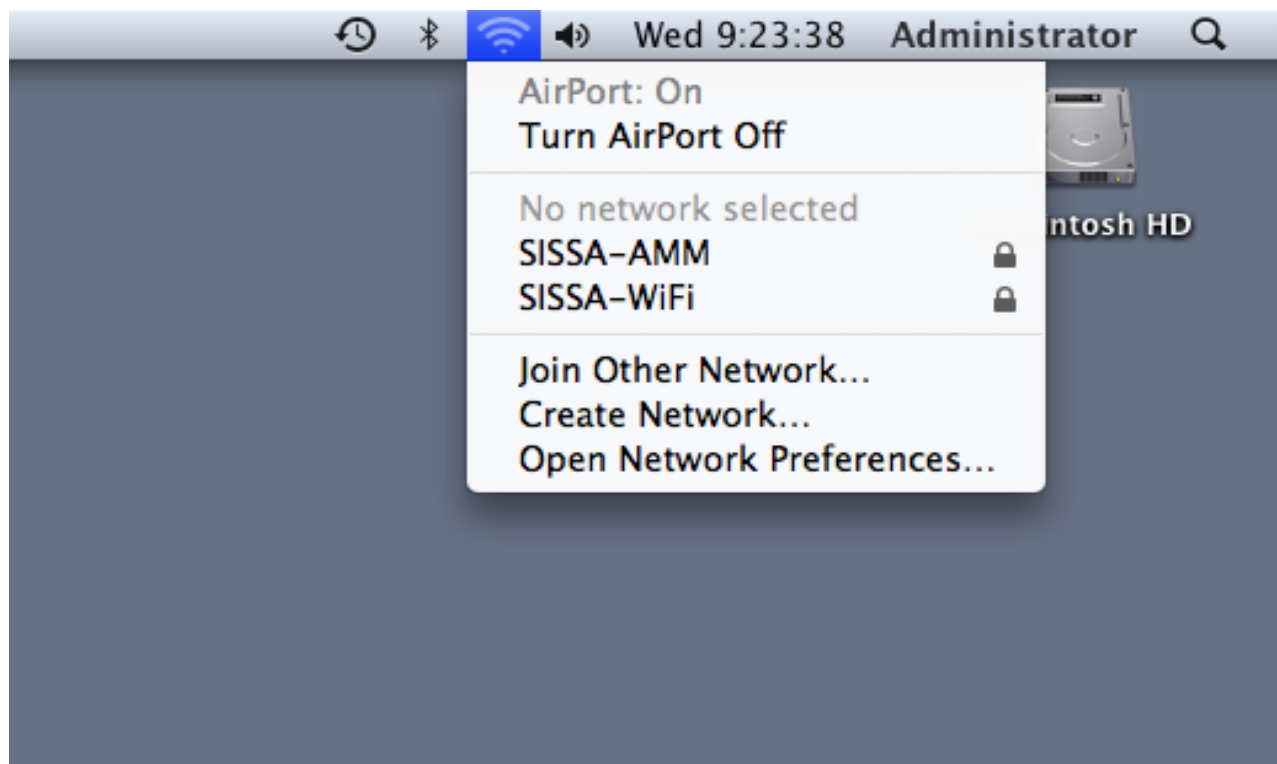 Wed 9:23:38 Administrator
AirPort: On
Turn AirPort Off
No network selected
SISSA-AMM
SISSA-WiFi
intosh HD
Join Other Network...
Create Network...
Open Network Preferences...